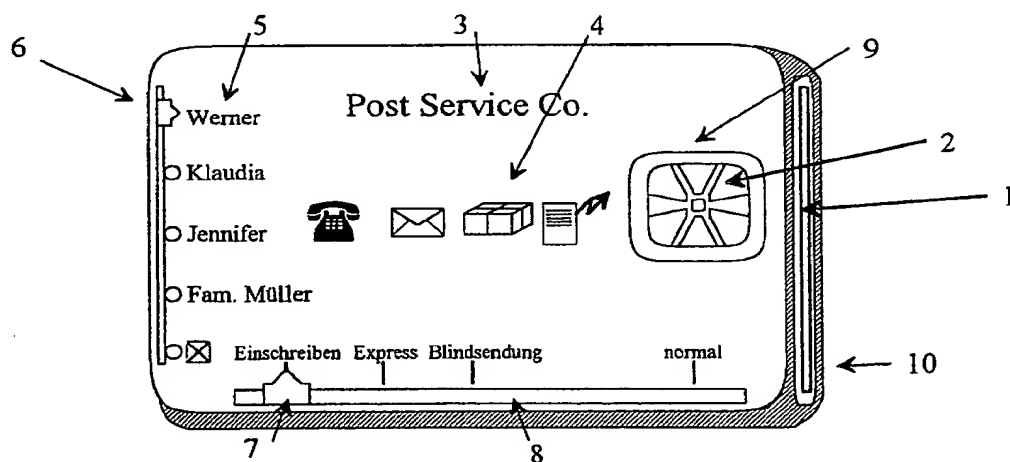 3
4
5
6
9
Post Service Co.
Werner
2
Klaudia
1
Jennifer
Fam. Müller
Einschreiben Express Blindsendung normal
10
7
8